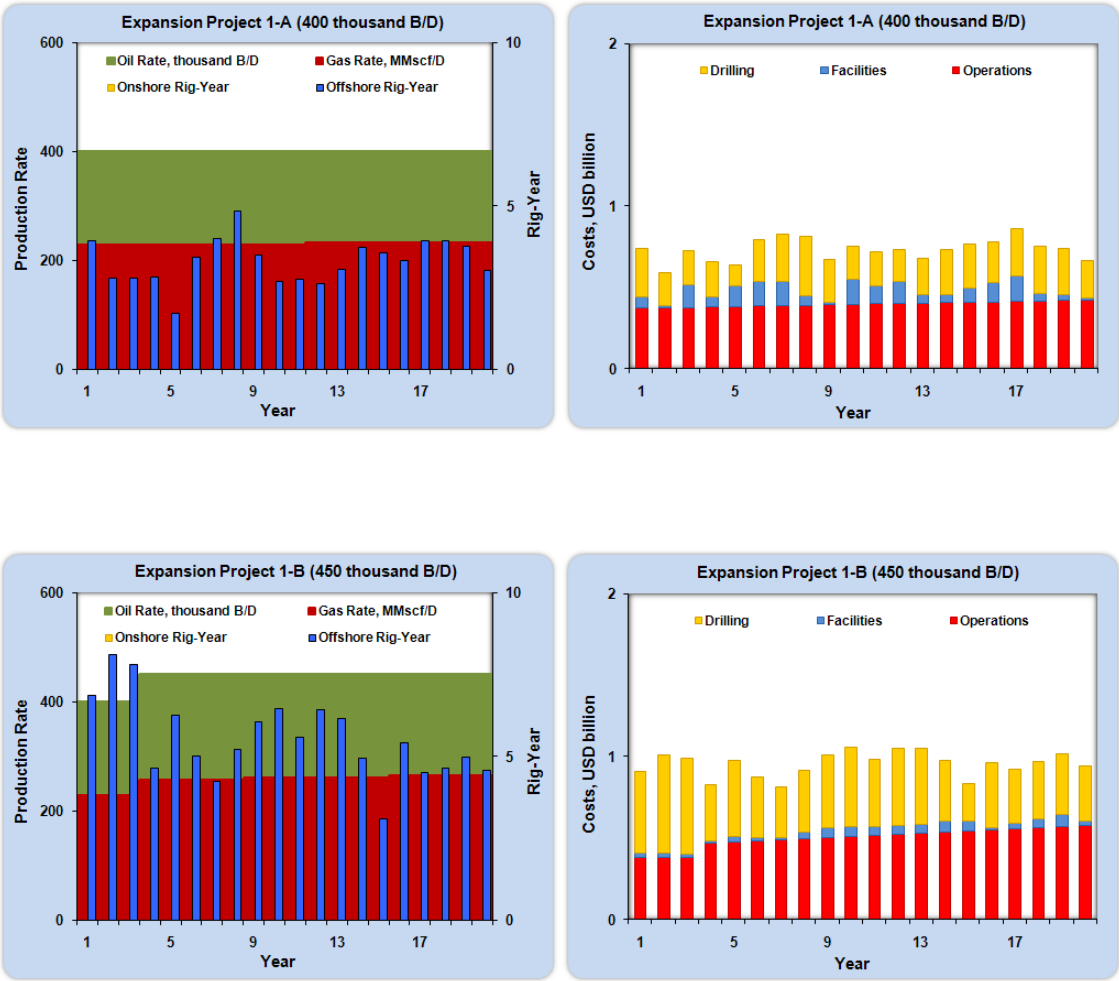 Expansion Project 1-A (400 thousand B/D)
600
400
200
0
Production Rate
10
5
0
Rig-Year
Oil Rate, thousand B/D
Gas Rate, MMscf/D
Onshore Rig-Year
Offshore Rig-Year
1 5 9 13 17
Year
Expansion Project 1-A (400 thousand B/D)
2
1
0
Costs, USD billion
Drilling Facilities Operations
1 5 9 13 17
Year
Expansion Project 1-B (450 thousand B/D)
600
400
200
0
Production Rate
10
5
0
Rig-Year
Oil Rate, thousand B/D
Gas Rate, MMscf/D
Onshore Rig-Year
Offshore Rig-Year
1 5 9 13 17
Year
Expansion Project 1-B (450 thousand B/D)
2
1
0
Costs, USD billion
Drilling Facilities Operations
1 5 9 13 17
Year